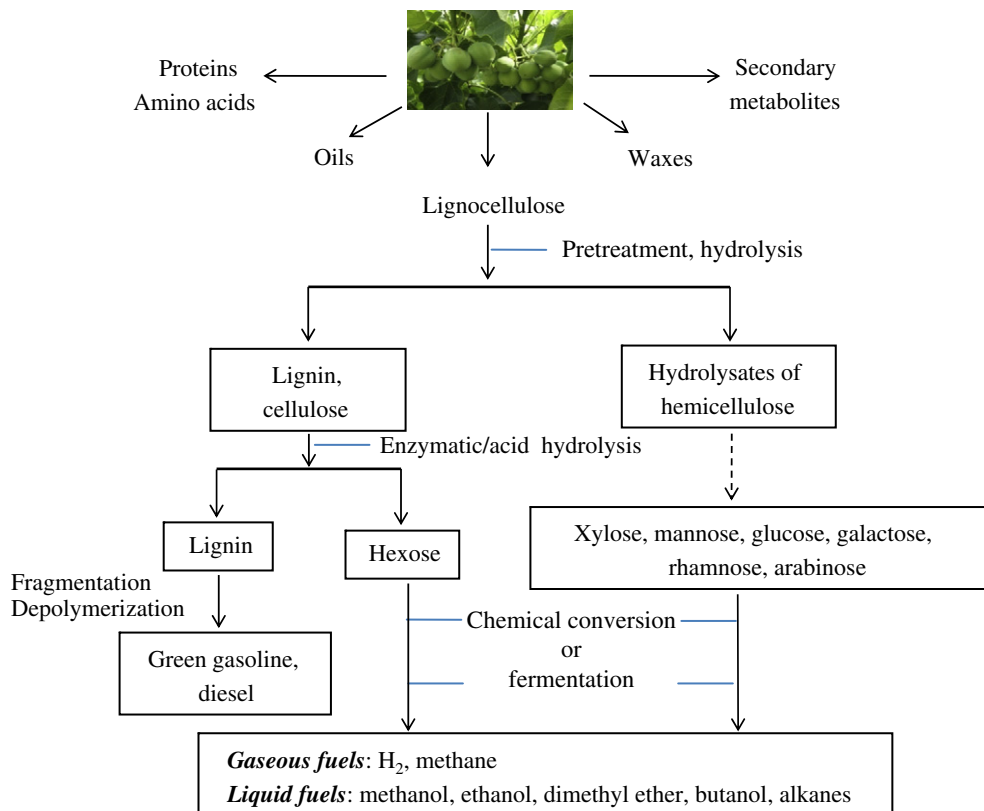 Proteins
Amino acids
Secondary
metabolites
Oils
Waxes
Lignocellulose
Pretreatment, hydrolysis
Lignin,
cellulose
Hydrolysates of
hemicellulose
Enzymatic/acid hydrolysis
Lignin
Hexose
Xylose, mannose, glucose, galactose,
rhamnose, arabinose
Fragmentation
Depolymerization
Chemical conversion
or
fermentation
Green gasoline,
diesel
Gaseous fuels: H₂, methane
Liquid fuels: methanol, ethanol, dimethyl ether, butanol, alkanes